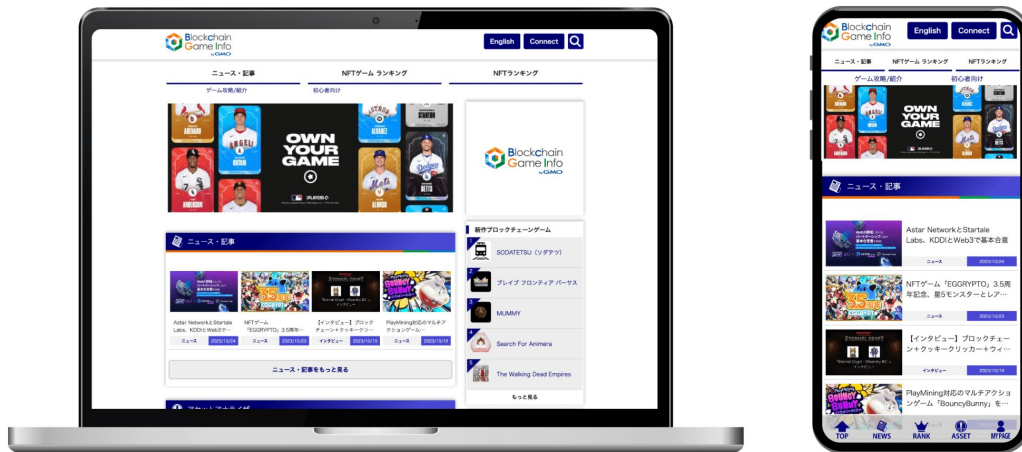 Blockchain
Game Info
by GMO
English
Connect
ニュース・記事
NFTゲーム ランキング
NFTランキング
ゲーム攻略/紹介
初心者向け
ARENADO
ANGELS
ASTROS
ALVAREZ
STANTON
OWN
YOUR
GAME
ANDERSON
Mets
ALONSO
Dodgers
BETTS
Blockchain
Game Info
by GMO
ニュース・記事
Astar NetworkとStartale
Labs、KDDIとWeb3で…
ニュース 2023/10/24
NFTゲーム
「EGGRYPTO」3.5周年…
ニュース 2023/10/23
【インタビュー】ブロック
チェーン+クッキークリ…
インタビュー 2023/10/19
PlayMining対応のマルチア
クションゲーム…
ニュース 2023/10/19
ニュース・記事をもっと見る
新作ブロックチェーンゲーム
1
SODATETSU（ソダテツ）
2
ブレイブ フロンティア バーサス
3
MUMMY
4
Search For Animera
5
The Walking Dead Empires
もっと見る
Blockchain
Game Info
by GMO
English
Connect
ニュース・記事
NFTゲーム ランキング
NFTランキング
ゲーム攻略/紹介
初心者向け
OWN
YOUR
GAME
ニュース・記事
Astar NetworkとStartale
Labs、KDDIとWeb3で基本合意
ニュース 2023/10/24
NFTゲーム「EGGRYPTO」3.5周
年記念、星5モンスターとレア…
ニュース 2023/10/23
【インタビュー】ブロックチェー
ン+クッキークリッカー+ウィ…
インタビュー 2023/10/19
PlayMining対応のマルチアクショ
ンゲーム「BouncyBunny」を…
TOP
NEWS
RANK
ASSET
MYPAGE